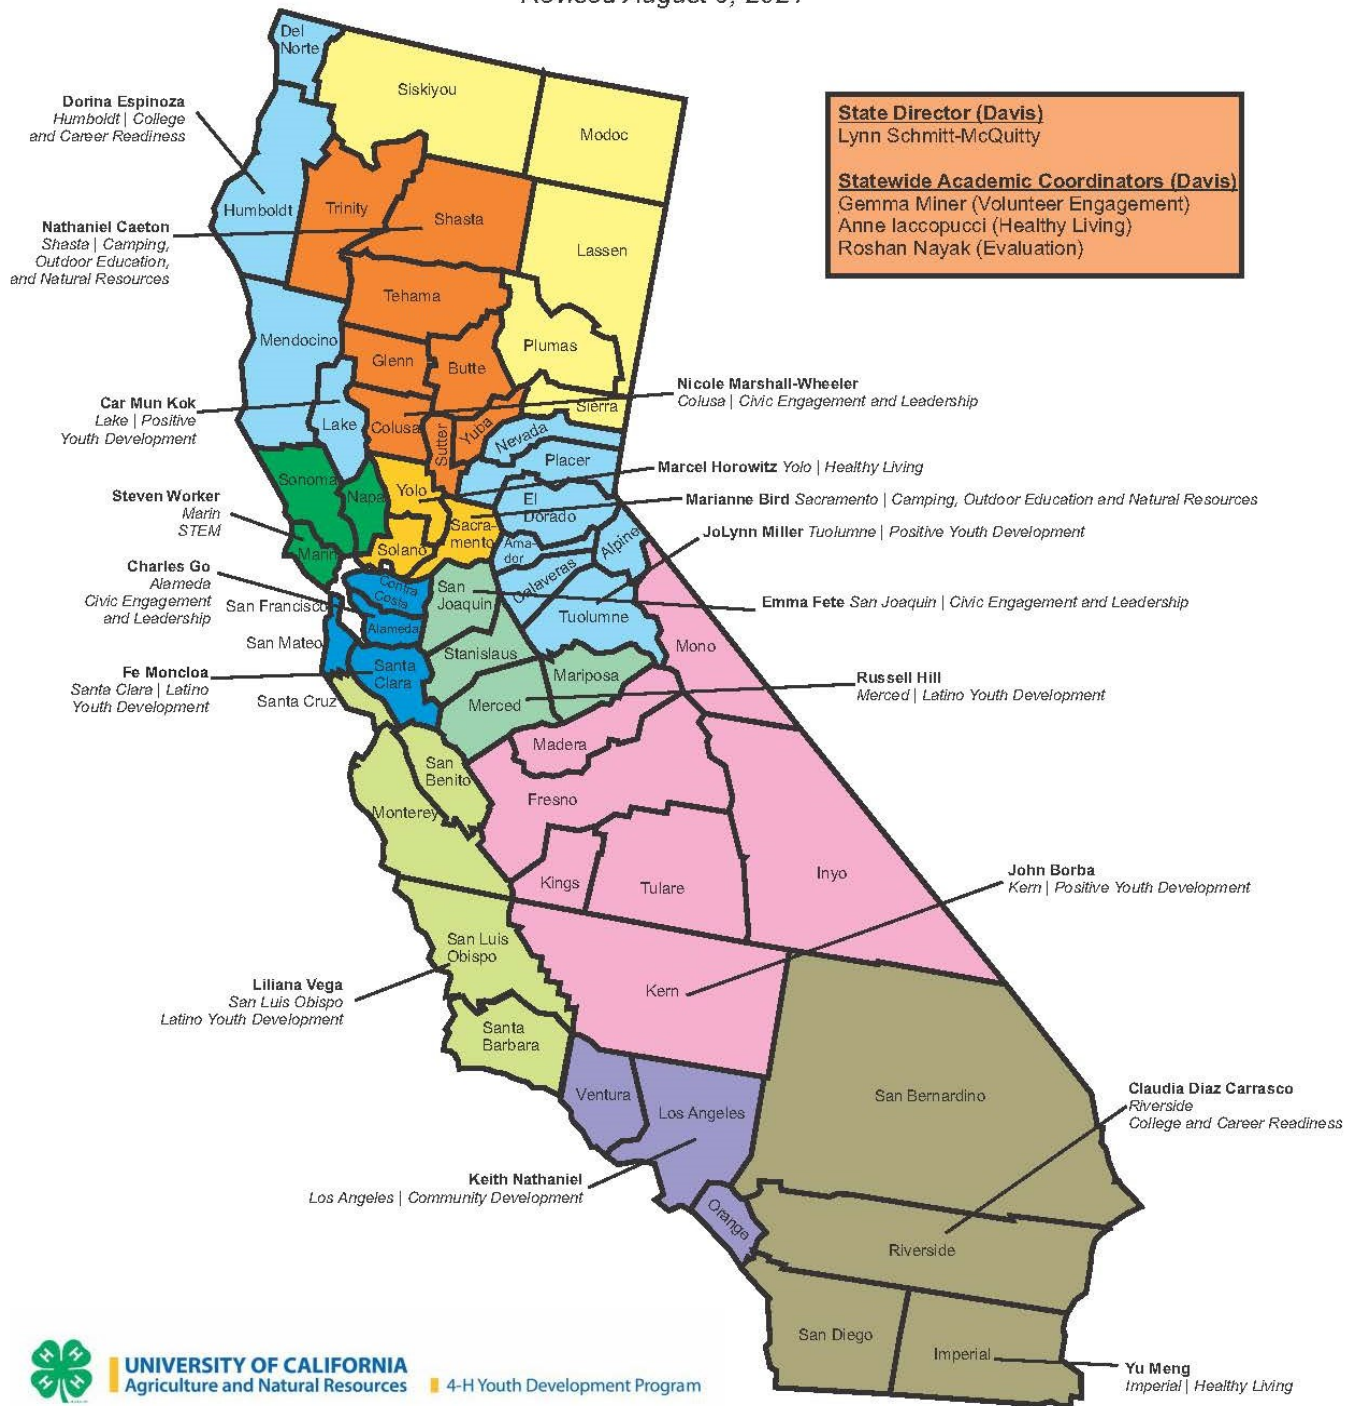 Revised August 6, 2021
Del
Norte
Siskiyou
Modoc
Dorina Espinoza
Humboldt | College
and Career Readiness
State Director (Davis)
Lynn Schmitt-McQuitty
Statewide Academic Coordinators (Davis)
Gemma Miner (Volunteer Engagement)
Anne Iaccopucci (Healthy Living)
Roshan Nayak (Evaluation)
Humboldt
Trinity
Shasta
Lassen
Nathaniel Caeton
Shasta | Camping,
Outdoor Education,
and Natural Resources
Tehama
Mendocino
Glenn
Butte
Plumas
Nicole Marshall-Wheeler
Colusa | Civic Engagement and Leadership
Car Mun Kok
Lake | Positive
Youth Development
Lake
Colusa
Sutter
Yuba
Sierra
Nevada
Placer
Marcel Horowitz Yolo | Healthy Living
Sonoma
Napa
Yolo
El
Dorado
Marianne Bird Sacramento | Camping, Outdoor Education and Natural Resources
Steven Worker
Marin
STEM
Marin
Solano
Sacra-
mento
Ama-
dor
Alpine
JoLynn Miller Tuolumne | Positive Youth Development
Charles Go
Alameda
Civic Engagement
and Leadership
Contra
Costa
San
Joaquin
Calaveras
Emma Fete San Joaquin | Civic Engagement and Leadership
San Francisco
Alameda
Tuolumne
San Mateo
Mono
Stanislaus
Santa
Clara
Mariposa
Fe Moncloa
Santa Clara | Latino
Youth Development
Russell Hill
Merced | Latino Youth Development
Santa Cruz
Merced
Madera
San
Benito
Fresno
Monterey
Kings
Tulare
Inyo
John Borba
Kern | Positive Youth Development
San Luis
Obispo
Liliana Vega
San Luis Obispo
Latino Youth Development
Kern
Santa
Barbara
Ventura
Los Angeles
San Bernardino
Claudia Diaz Carrasco
Riverside
College and Career Readiness
Keith Nathaniel
Los Angeles | Community Development
Orange
Riverside
San Diego
Imperial
Yu Meng
Imperial | Healthy Living
H H
H H
UNIVERSITY OF CALIFORNIA
Agriculture and Natural Resources
4-H Youth Development Program